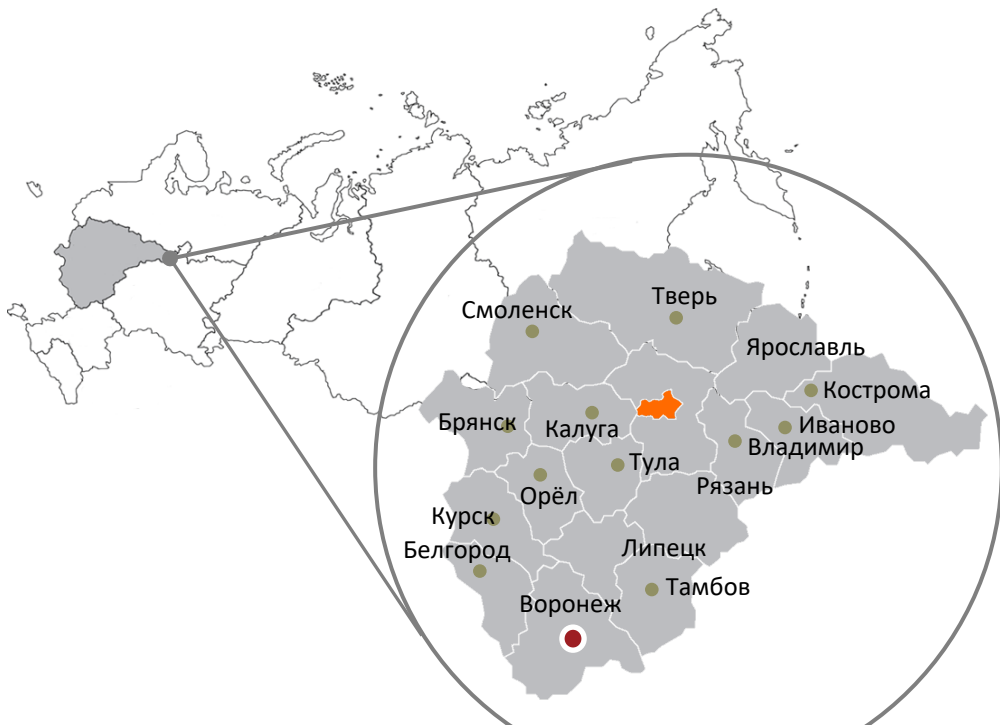 Тверь
Смоленск
Ярославль
Кострома
Брянск
Калуга
Иваново
Владимир
Тула
Рязань
Орёл
Курск
Белгород
Липецк
Тамбов
Воронеж